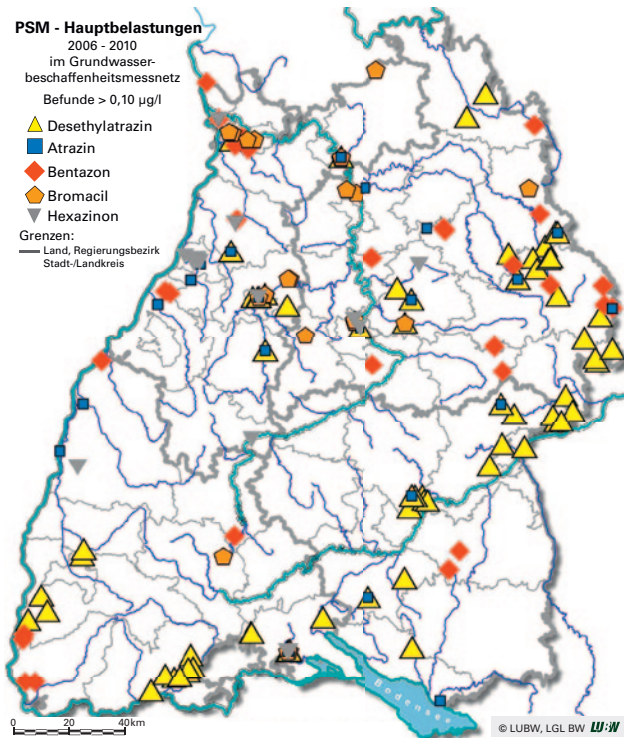 PSM - Hauptbelastungen
2006 - 2010
im Grundwasser-
beschaffenheitsmessnetz
Befunde > 0,10 µg/l
Desethylatrazin
Atrazin
Bentazon
Bromacil
Hexazinon
Grenzen:
Land, Regierungsbezirk
Stadt-/Landkreis
Bodensee
0 20 40km
© LUBW, LGL BW LUBW